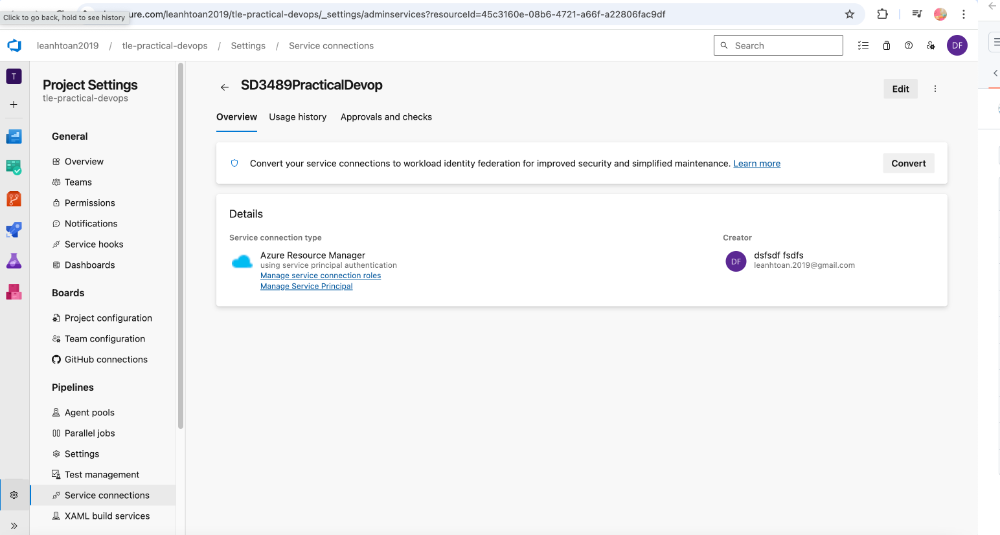 Click to go back, hold to see history
ure.com/leanhtoan2019/tle-practical-devops/_settings/adminservices?resourceId=45c3160e-08b6-4721-a66f-a22806fac9df
leanhtoan2019 / tle-practical-devops / Settings / Service connections
Search
DF
T
Project Settings
tle-practical-devops
General
Overview
Teams
Permissions
Notifications
Service hooks
Dashboards
Boards
Project configuration
Team configuration
GitHub connections
Pipelines
Agent pools
Parallel jobs
Settings
Test management
Service connections
XAML build services
SD3489PracticalDevop
Edit
Overview Usage history Approvals and checks
Convert your service connections to workload identity federation for improved security and simplified maintenance. Learn more
Convert
Details
Service connection type
Azure Resource Manager
using service principal authentication
Manage service connection roles
Manage Service Principal
Creator
DF
dsfsdf fsdfs
leanhtoan.2019@gmail.com